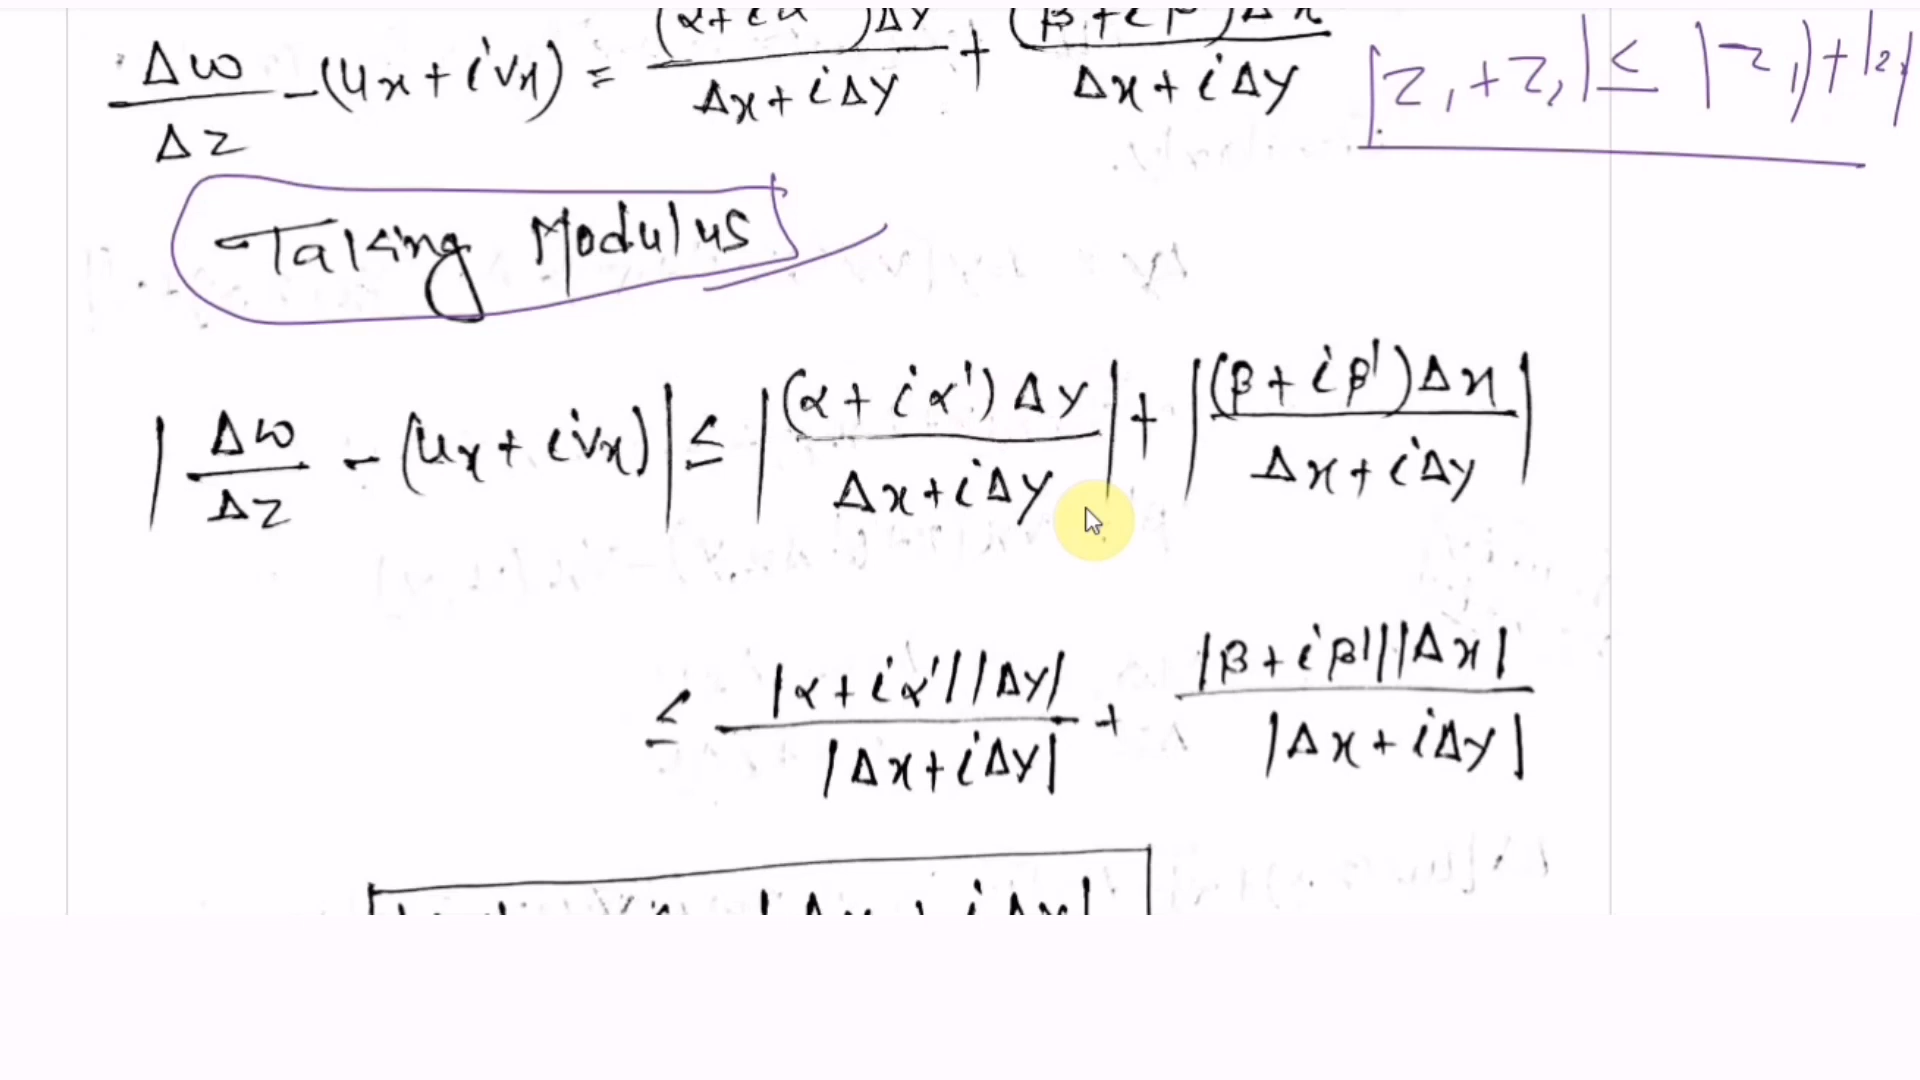 Δw/Δz - (ux + ivx) = (α + iα')Δy/(Δx + iΔy) + (β + iβ')Δx/(Δx + iΔy)
|z1 + z2| ≤ |z1| + |z2|
Taking Modulus
|Δw/Δz - (ux + ivx)| ≤ |(α + iα')Δy/(Δx + iΔy)| + |(β + iβ')Δx/(Δx + iΔy)|
≤ |α + iα'||Δy|/|Δx + iΔy| + |β + iβ'||Δx|/|Δx + iΔy|